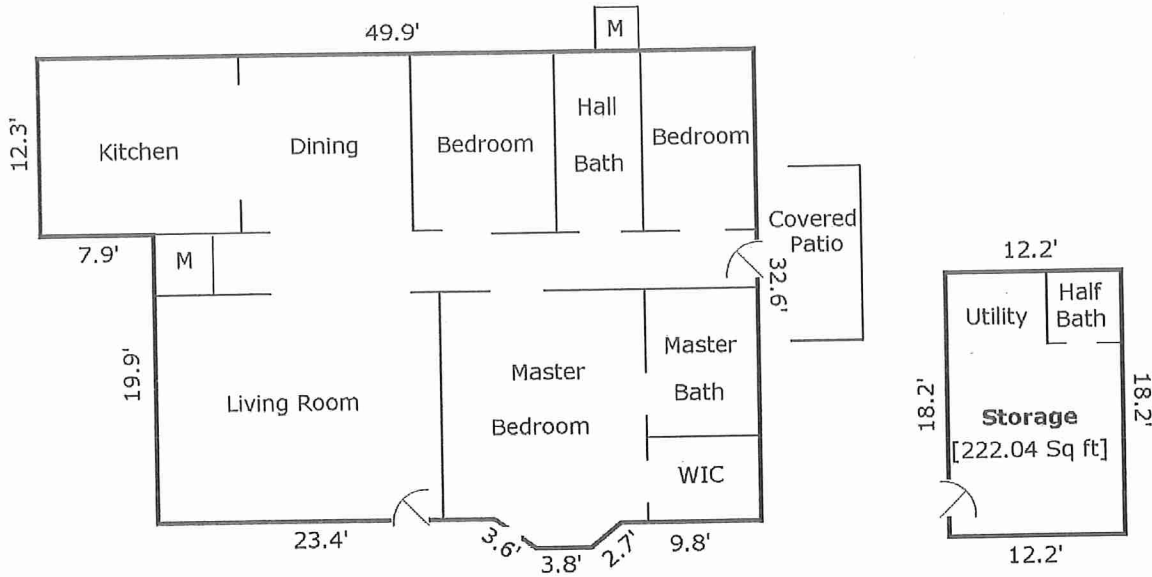 49.9'
M
12.3'
Kitchen
Dining
Bedroom
Hall
Bath
Bedroom
Covered
Patio
7.9'
M
32.6'
19.9'
Living Room
Master
Bedroom
Master
Bath
WIC
23.4'
3.6'
3.8'
2.7'
9.8'
12.2'
Utility
Half
Bath
18.2'
18.2'
Storage
[222.04 Sq ft]
12.2'